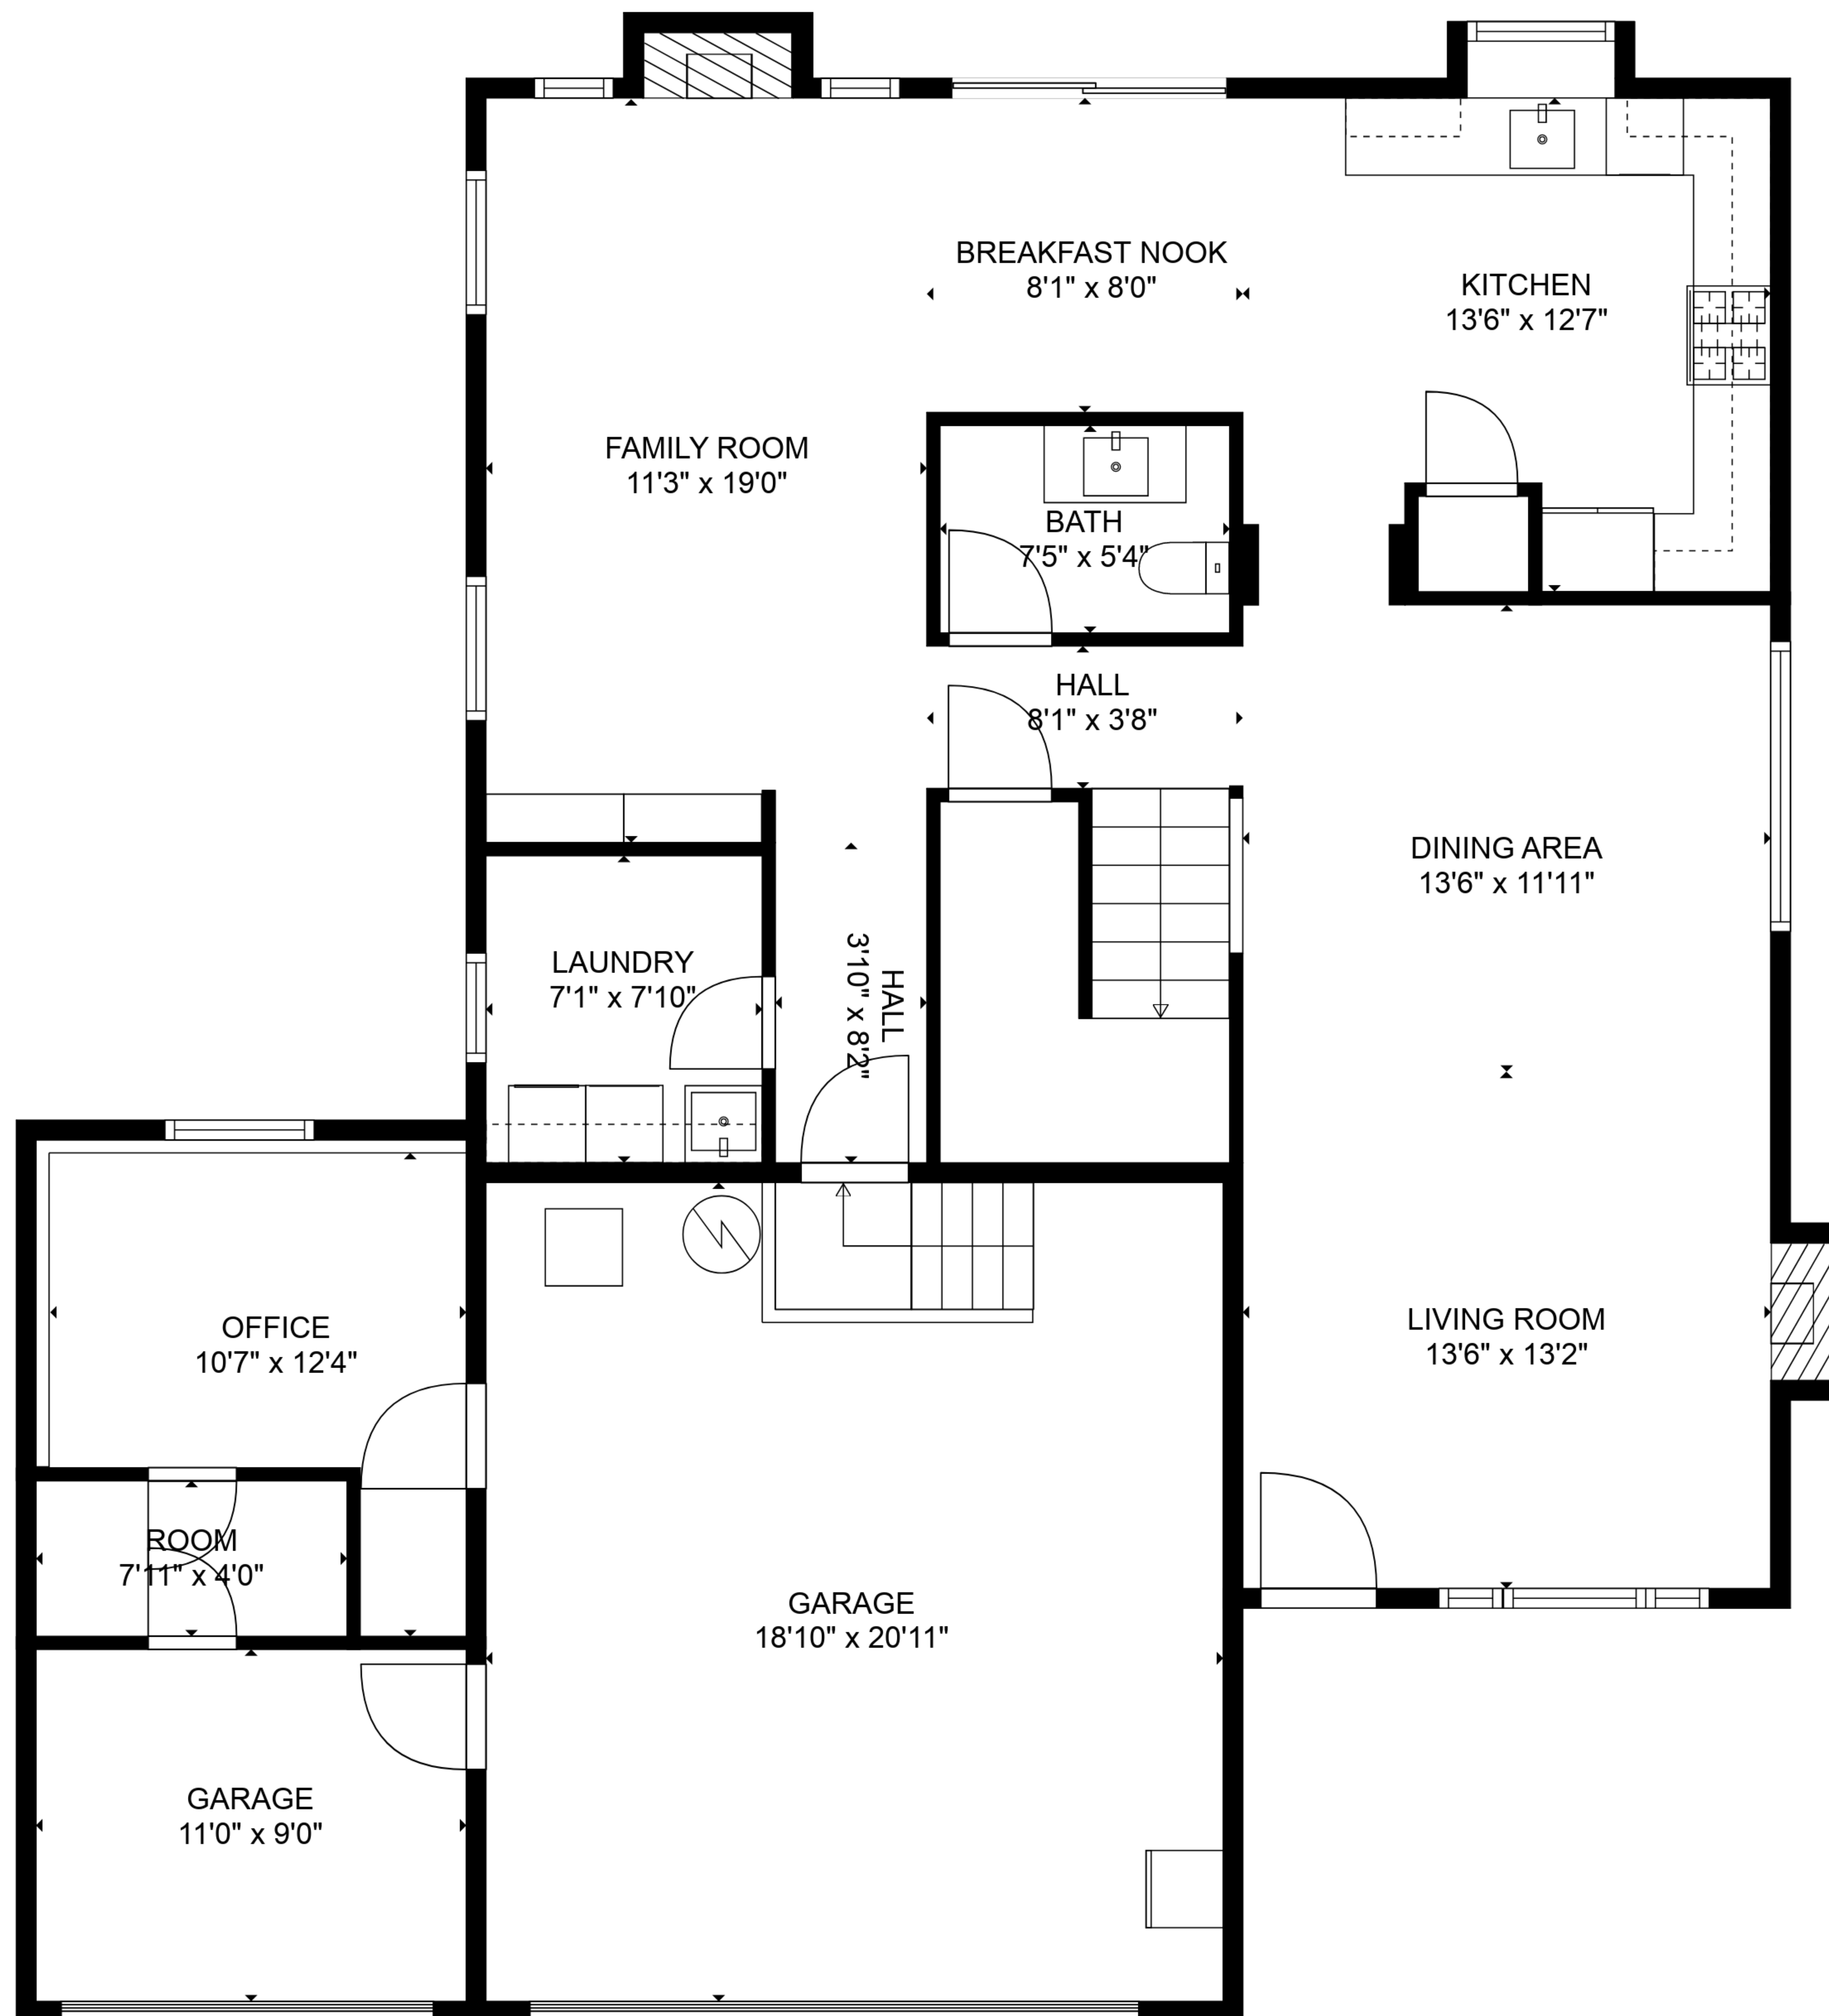 BREAKFAST NOOK
8'1" x 8'0"
KITCHEN
13'6" x 12'7"
FAMILY ROOM
11'3" x 19'0"
BATH
7'5" x 5'4"
HALL
8'1" x 3'8"
DINING AREA
13'6" x 11'11"
LAUNDRY
7'1" x 7'10"
HALL
3'10" x 8'2"
OFFICE
10'7" x 12'4"
LIVING ROOM
13'6" x 13'2"
ROOM
7'11" x 4'0"
GARAGE
18'10" x 20'11"
GARAGE
11'0" x 9'0"